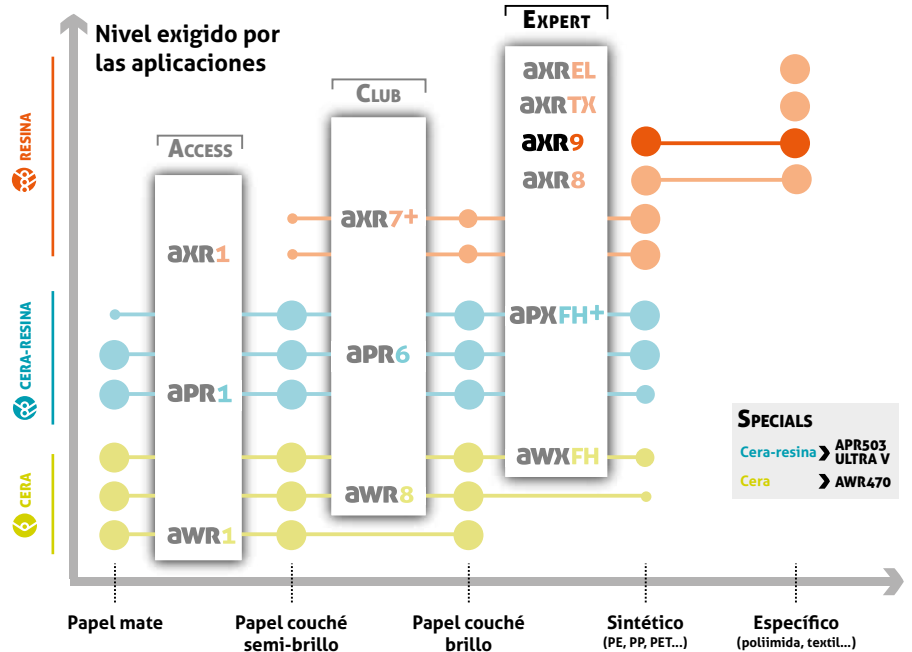 Nivel exigido por
las aplicaciones
EXPERT
CLUB
ACCESS
RESINA
CERA-RESINA
CERA
aXREL
aXRTX
aXR9
aXR8
aXR7+
aXR1
aPXFH+
aPR6
aPR1
aWXFH
aWR8
aWR1
SPECIALS
Cera-resina APR503
ULTRA V
Cera AWR470
Papel mate
Papel couché
semi-brillo
Papel couché
brillo
Sintético
(PE, PP, PET...)
Específico
(poliimida, textil...)